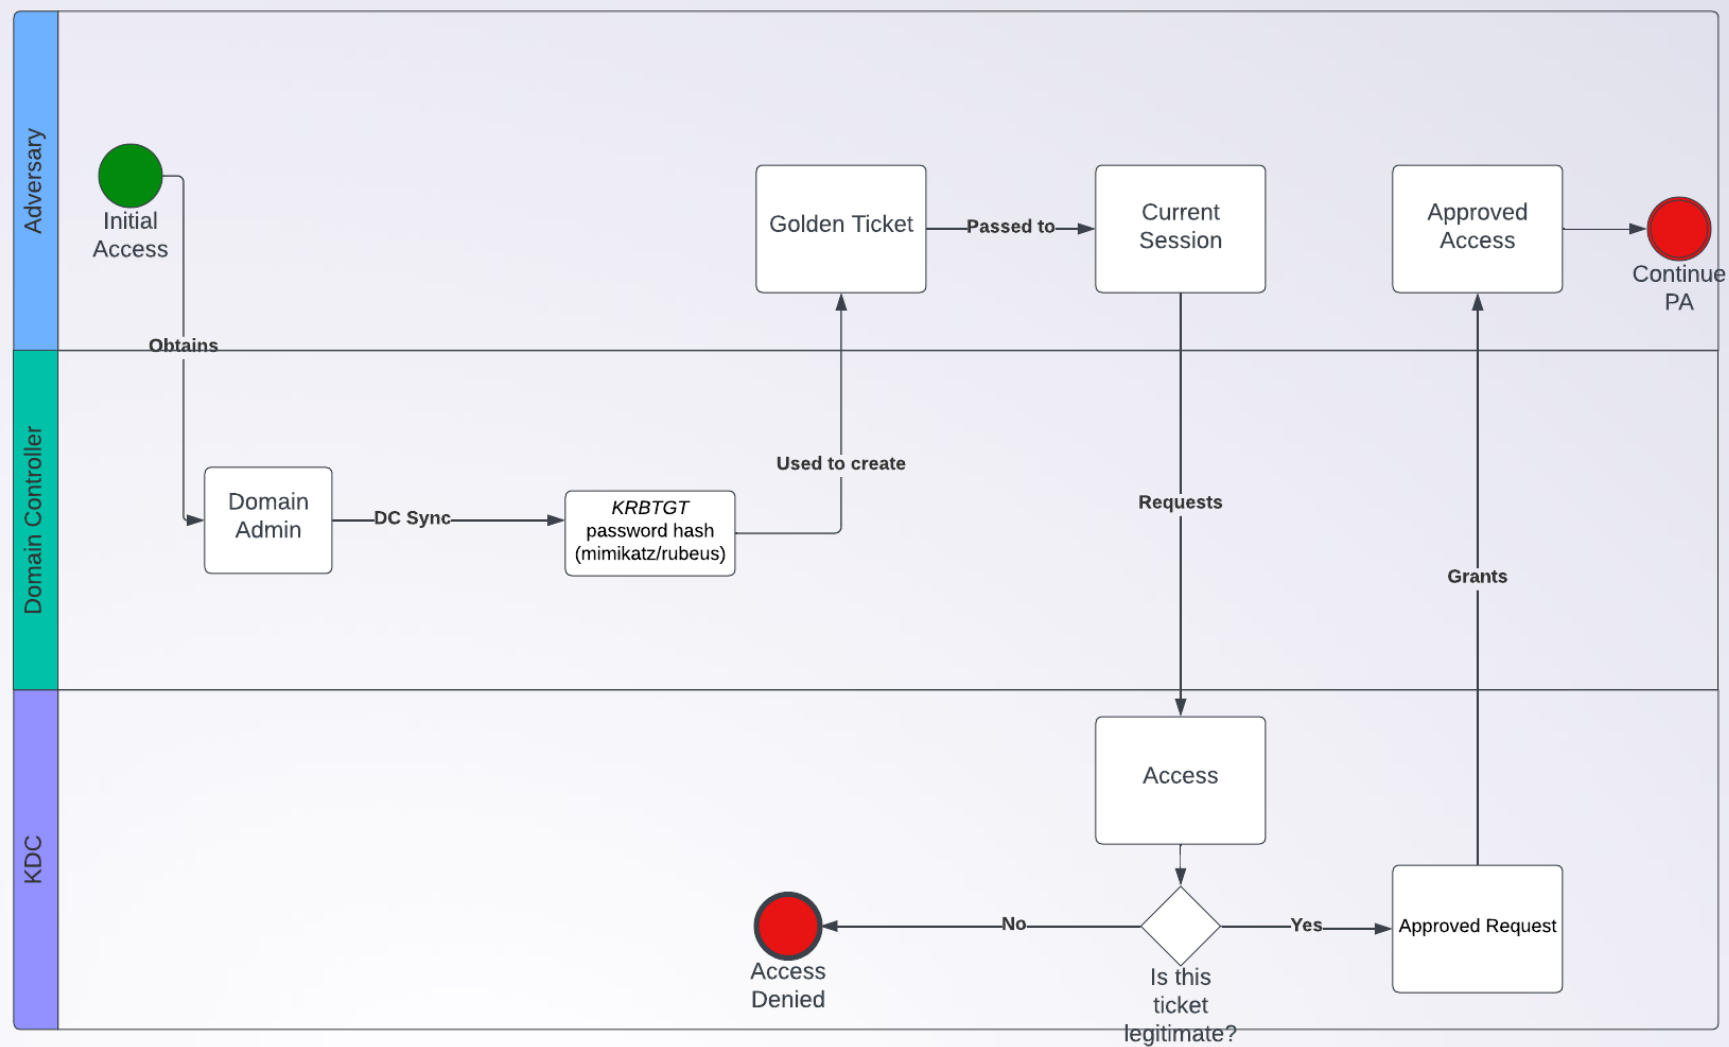 Adversary
Initial
Access
Obtains
Golden Ticket
Passed to
Current
Session
Approved
Access
Continue
PA
Domain Controller
Domain
Admin
DC Sync
KRBTGT
password hash
(mimikatz/rubeus)
Used to create
Requests
Grants
KDC
Access
Is this
ticket
legitimate?
No
Access
Denied
Yes
Approved Request